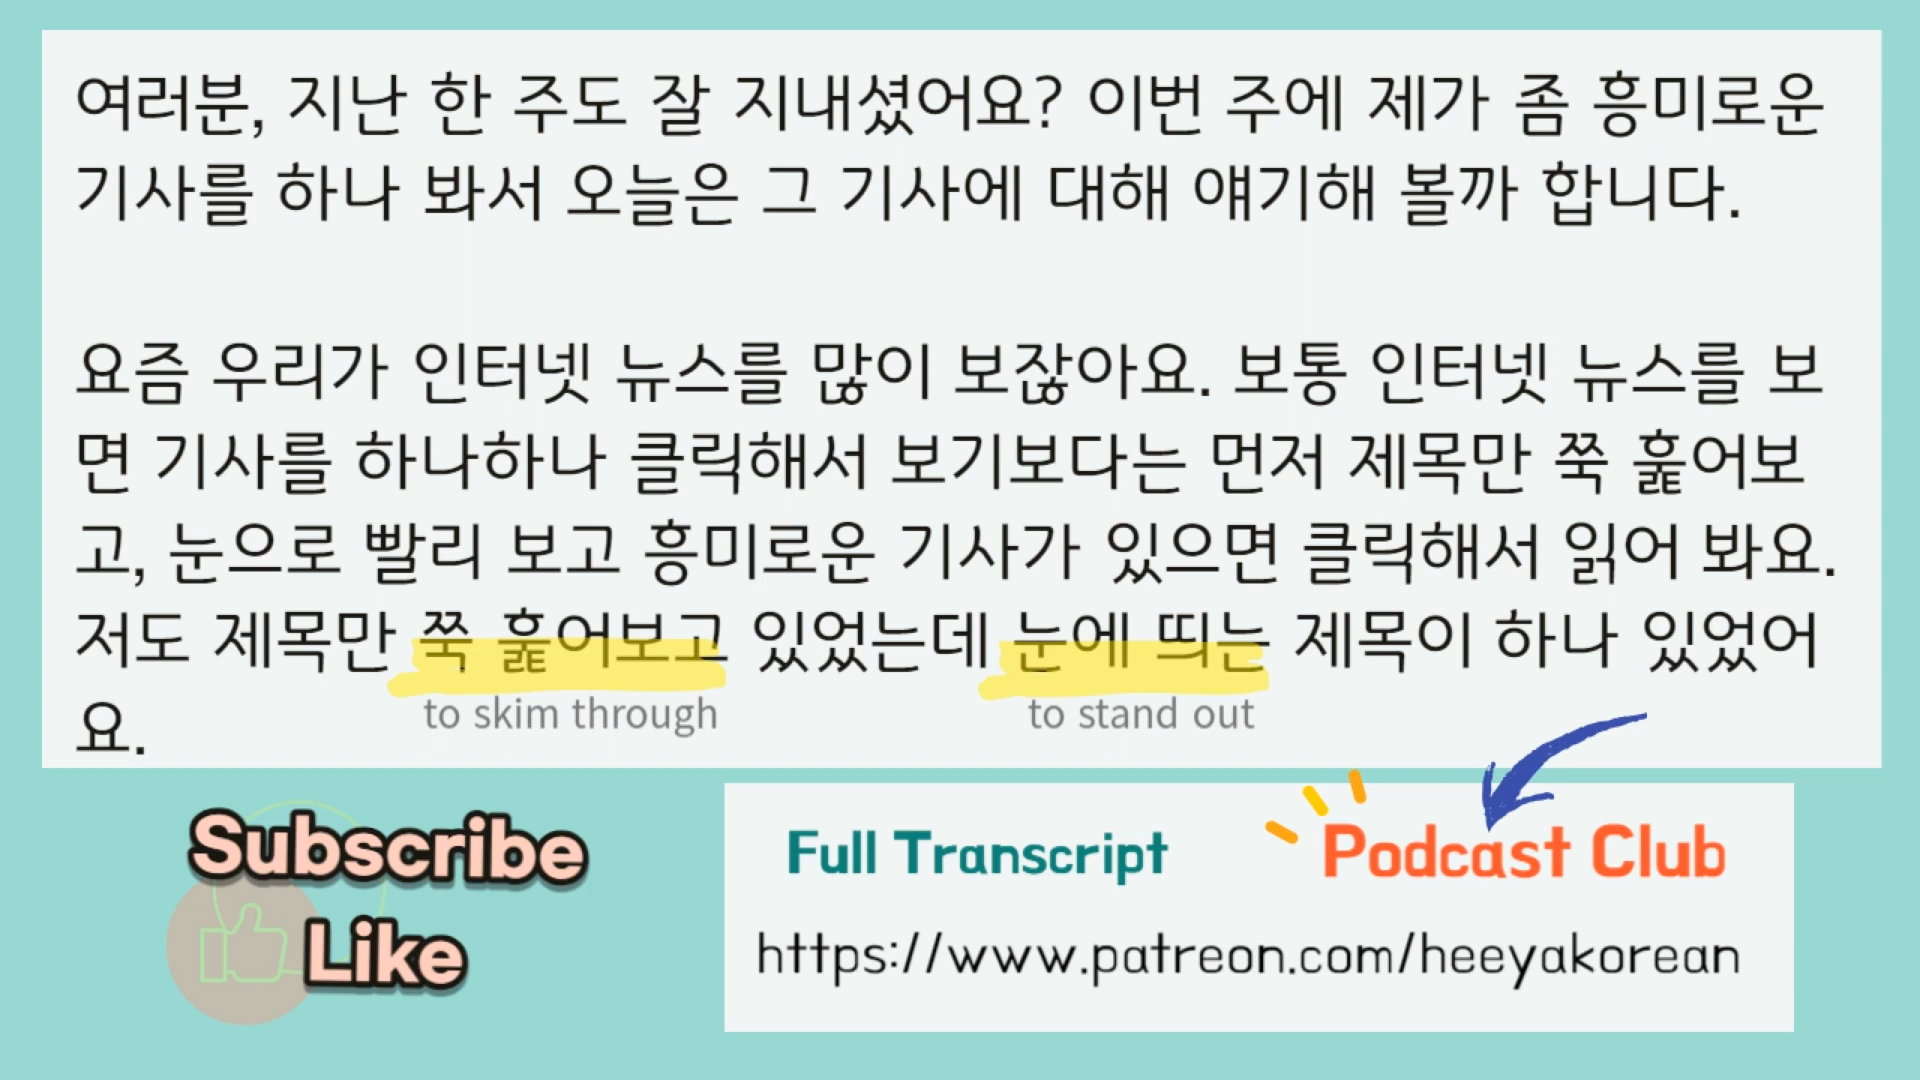 여러분, 지난 한 주도 잘 지내셨어요? 이번 주에 제가 좀 흥미로운
기사를 하나 봐서 오늘은 그 기사에 대해 얘기해 볼까 합니다.
요즘 우리가 인터넷 뉴스를 많이 보잖아요. 보통 인터넷 뉴스를 보
면 기사를 하나하나 클릭해서 보기보다는 먼저 제목만 쭉 훑어보
고, 눈으로 빨리 보고 흥미로운 기사가 있으면 클릭해서 읽어 봐요.
저도 제목만 쭉 훑어보고 있었는데 눈에 띄는 제목이 하나 있었어
요.
to skim through
to stand out
Subscribe
Like
Full Transcript
Podcast Club
https://www.patreon.com/heeyakorean